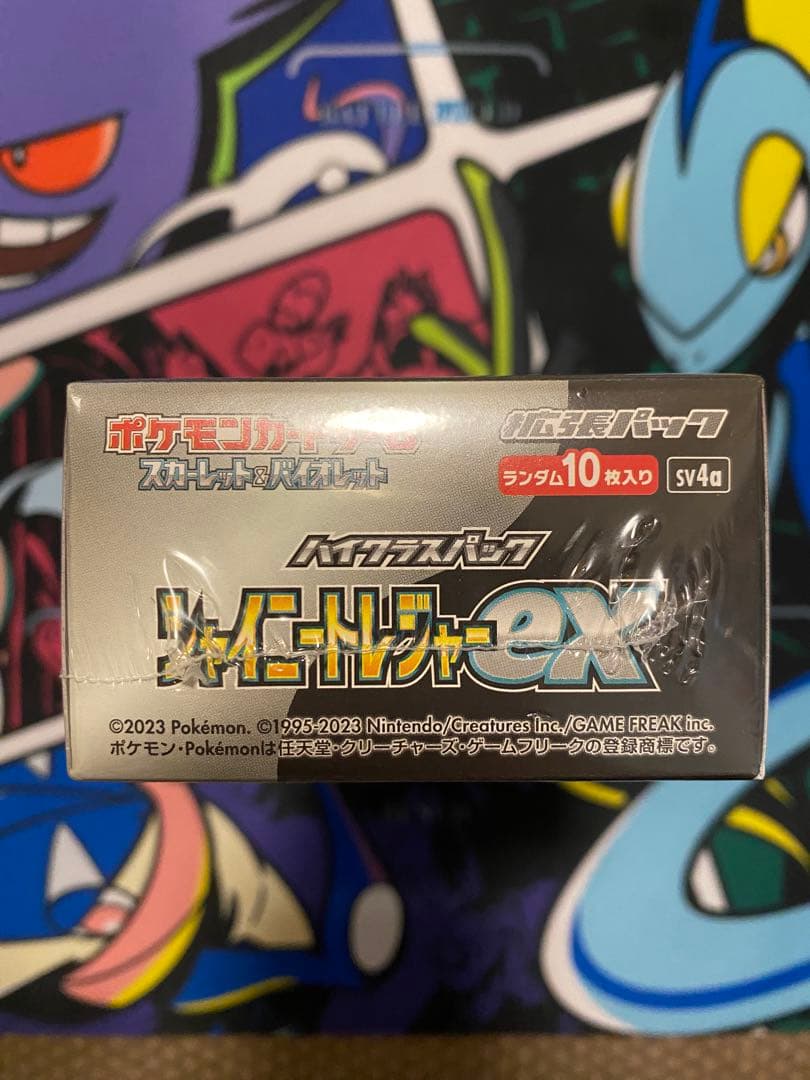 ポケモンカードゲーム
スカーレット&バイオレット
拡張パック
ランダム10枚入り
SV4a
ハイクラスパック
シャイニートレジャーex
©2023 Pokémon. ©1995-2023 Nintendo/Creatures Inc./GAME FREAK inc.
ポケモン・Pokémonは任天堂・クリーチャーズ・ゲームフリークの登録商標です。